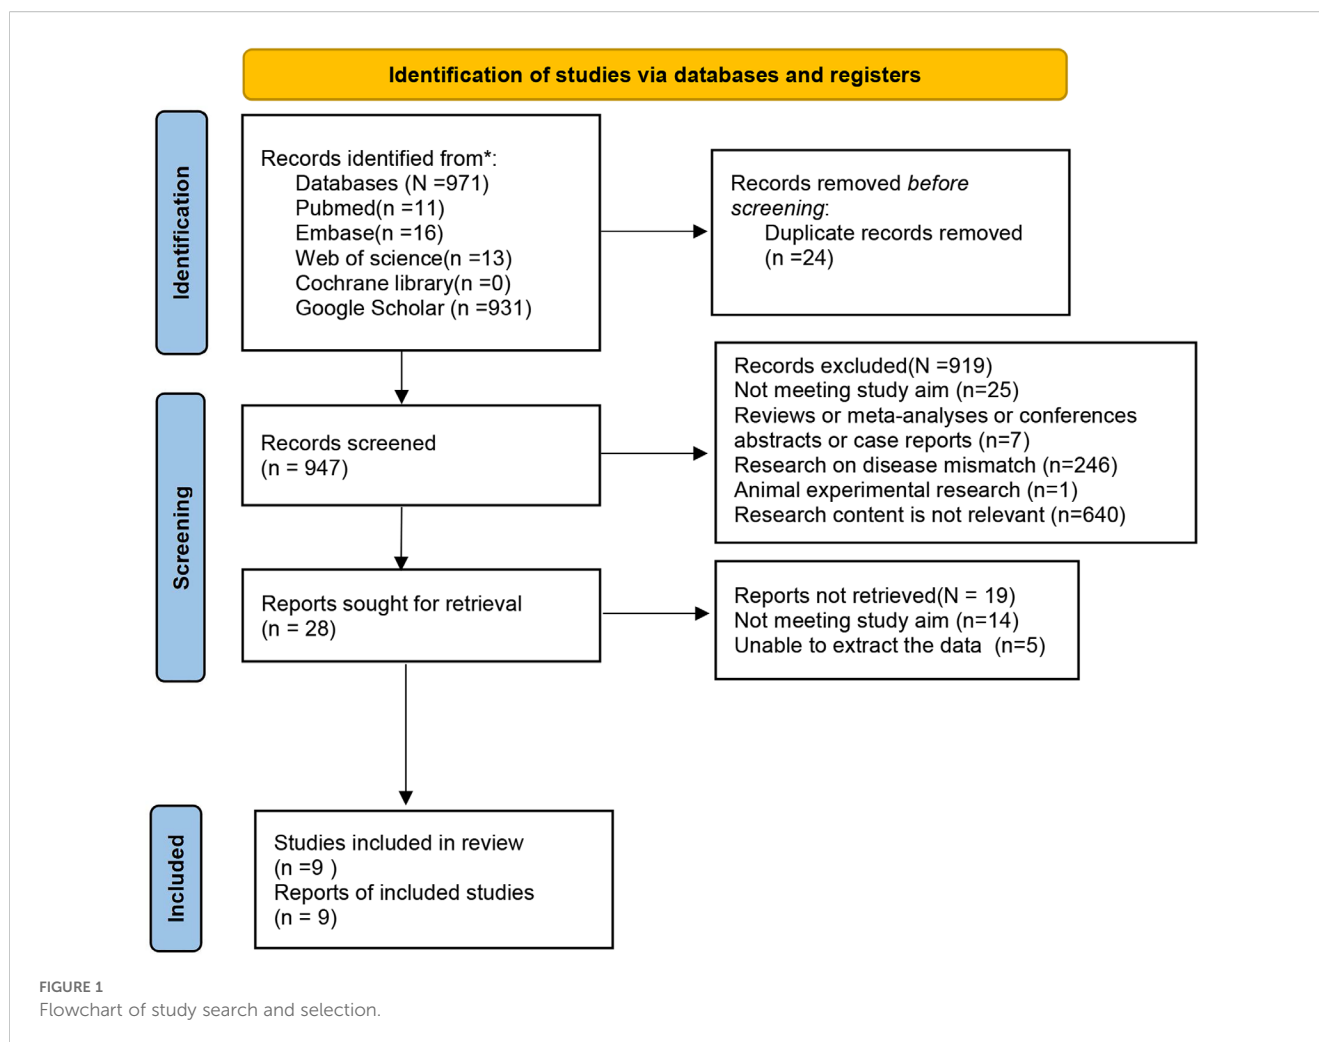 Identification of studies via databases and registers
Identification
Records identified from*:
Databases (N =971)
Pubmed(n =11)
Embase(n =16)
Web of science(n =13)
Cochrane library(n =0)
Google Scholar (n =931)
Records removed before
screening:
Duplicate records removed
(n =24)
Screening
Records screened
(n = 947)
Records excluded(N =919)
Not meeting study aim (n=25)
Reviews or meta-analyses or conferences
abstracts or case reports (n=7)
Research on disease mismatch (n=246)
Animal experimental research (n=1)
Research content is not relevant (n=640)
Reports sought for retrieval
(n = 28)
Reports not retrieved(N = 19)
Not meeting study aim (n=14)
Unable to extract the data  (n=5)
Included
Studies included in review
(n =9 )
Reports of included studies
(n = 9)
FIGURE 1
Flowchart of study search and selection.